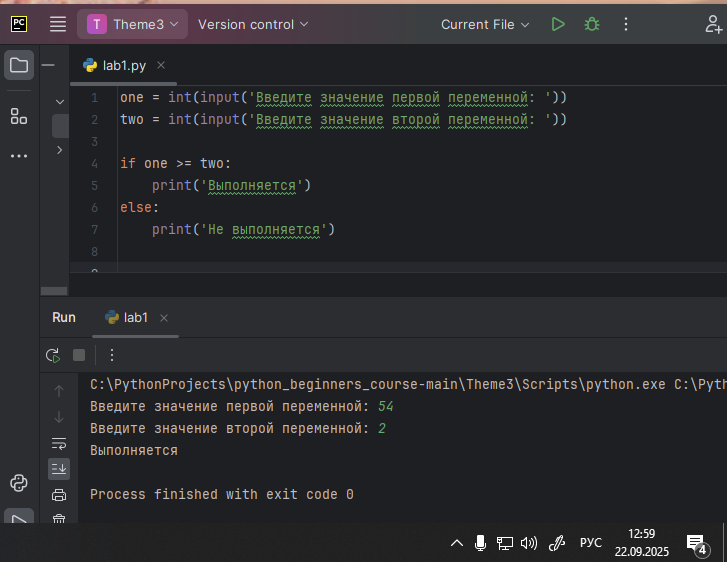 PC T Theme3 Version control Current File
lab1.py
1 one = int(input('Введите значение первой переменной: '))
2 two = int(input('Введите значение второй переменной: '))
3
4 if one >= two:
5 print('Выполняется')
6 else:
7 print('Не выполняется')
8
Run lab1
C:\PythonProjects\python_beginners_course-main\Theme3\Scripts\python.exe C:\Pyth
Введите значение первой переменной: 54
Введите значение второй переменной: 2
Выполняется
Process finished with exit code 0
РУС 12:59
22.09.2025 4